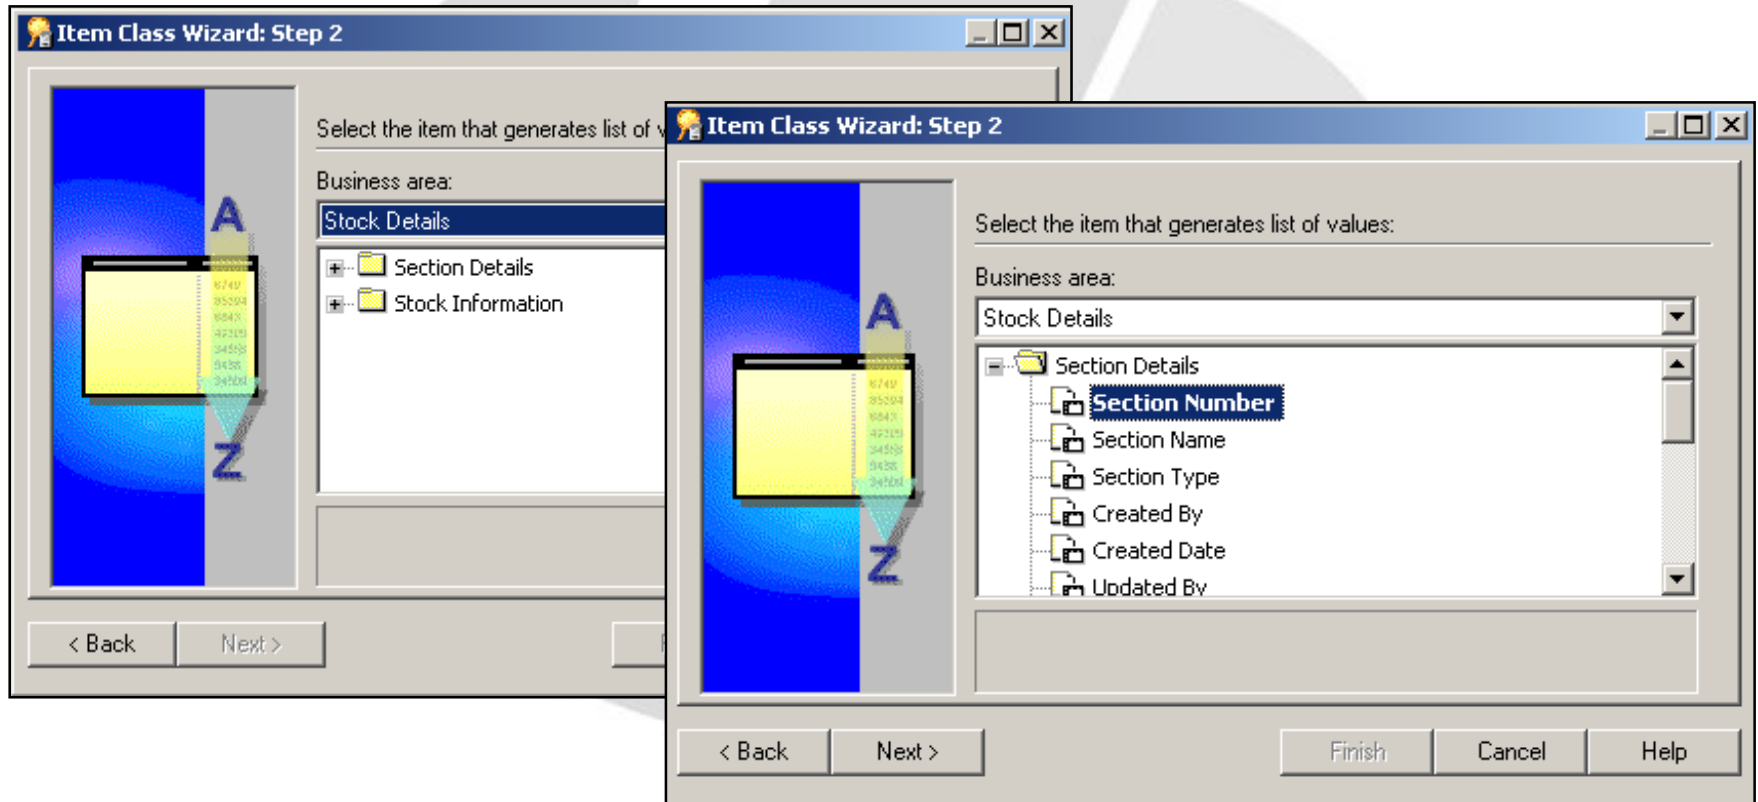 Item Class Wizard: Step 2
Select the item that generates list of
Business area:
Stock Details
Section Details
Stock Information
A
Z
< Back
Next >
Item Class Wizard: Step 2
Select the item that generates list of values:
Business area:
Stock Details
Section Details
Section Number
Section Name
Section Type
Created By
Created Date
Updated By
A
6749
Z
< Back
Next >
Finish
Cancel
Help